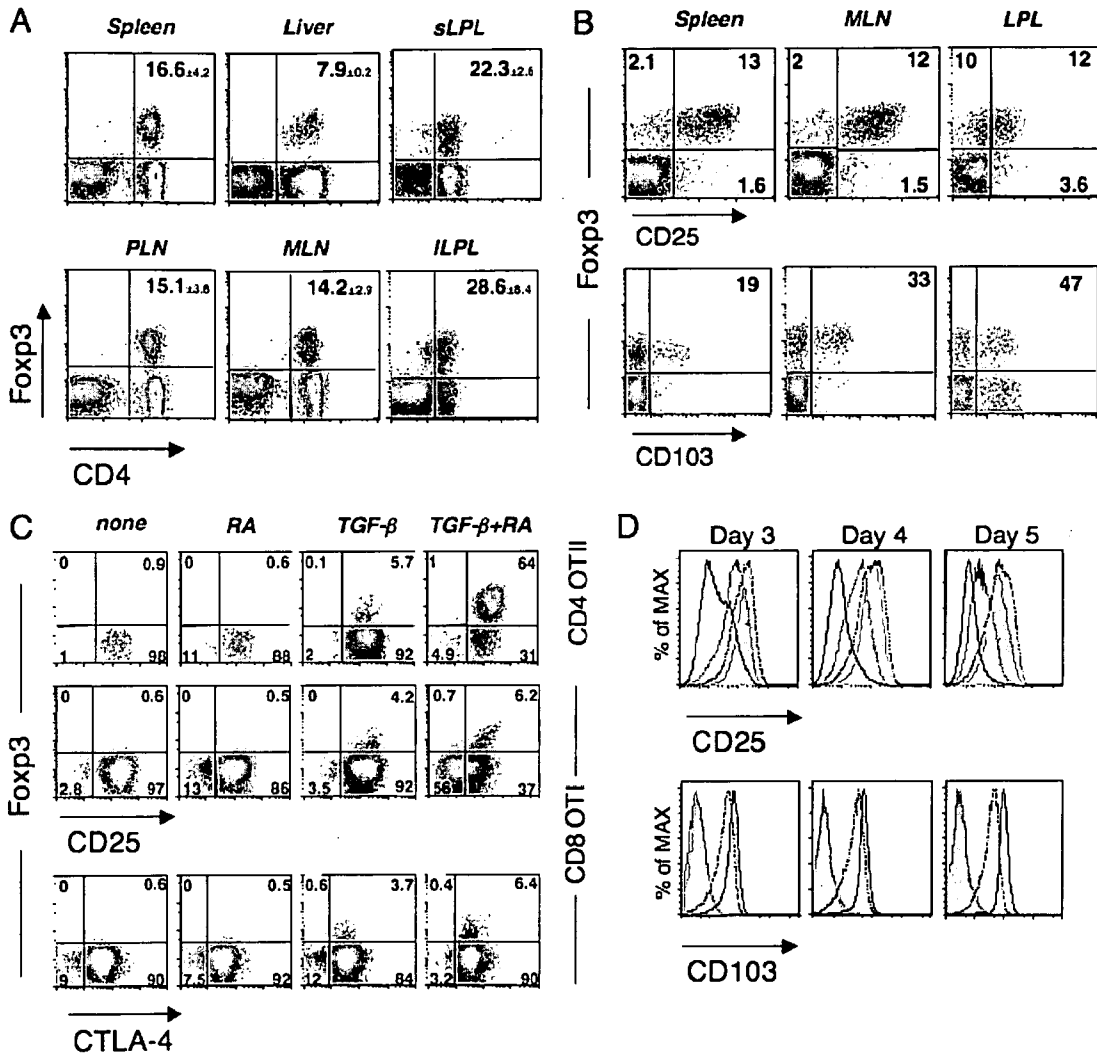 A
Spleen
Liver
sLPL
16.6±4.2
7.9±0.2
22.3±2.6
PLN
MLN
lLPL
15.1±3.8
14.2±2.9
28.6±8.4
Foxp3
CD4
B
Spleen
MLN
LPL
2.1 13
2 12
10 12
1.6
1.5
3.6
CD25
19
33
47
Foxp3
CD103
C
none
RA
TGF-β
TGF-β+RA
0 0.9
0 0.6
0.1 5.7
1 64
1 98
11 88
2 92
4.9 31
CD4 OTII
0 0.6
0 0.5
0 4.2
0.7 6.2
2.8 97
13 86
3.5 92
56 37
CD25
Foxp3
CD8 OTI
0 0.6
0 0.5
0.6 3.7
0.4 6.4
9 90
7.5 92
12 84
3.2 90
CTLA-4
D
Day 3
Day 4
Day 5
% of MAX
CD25
% of MAX
CD103